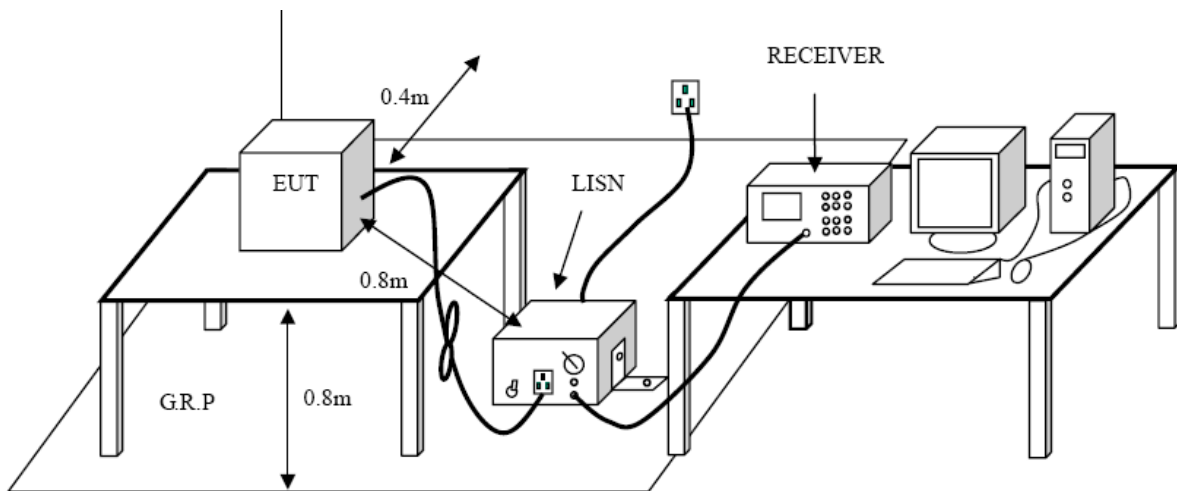 RECEIVER
0.4m
EUT
LISN
0.8m
G.R.P
0.8m